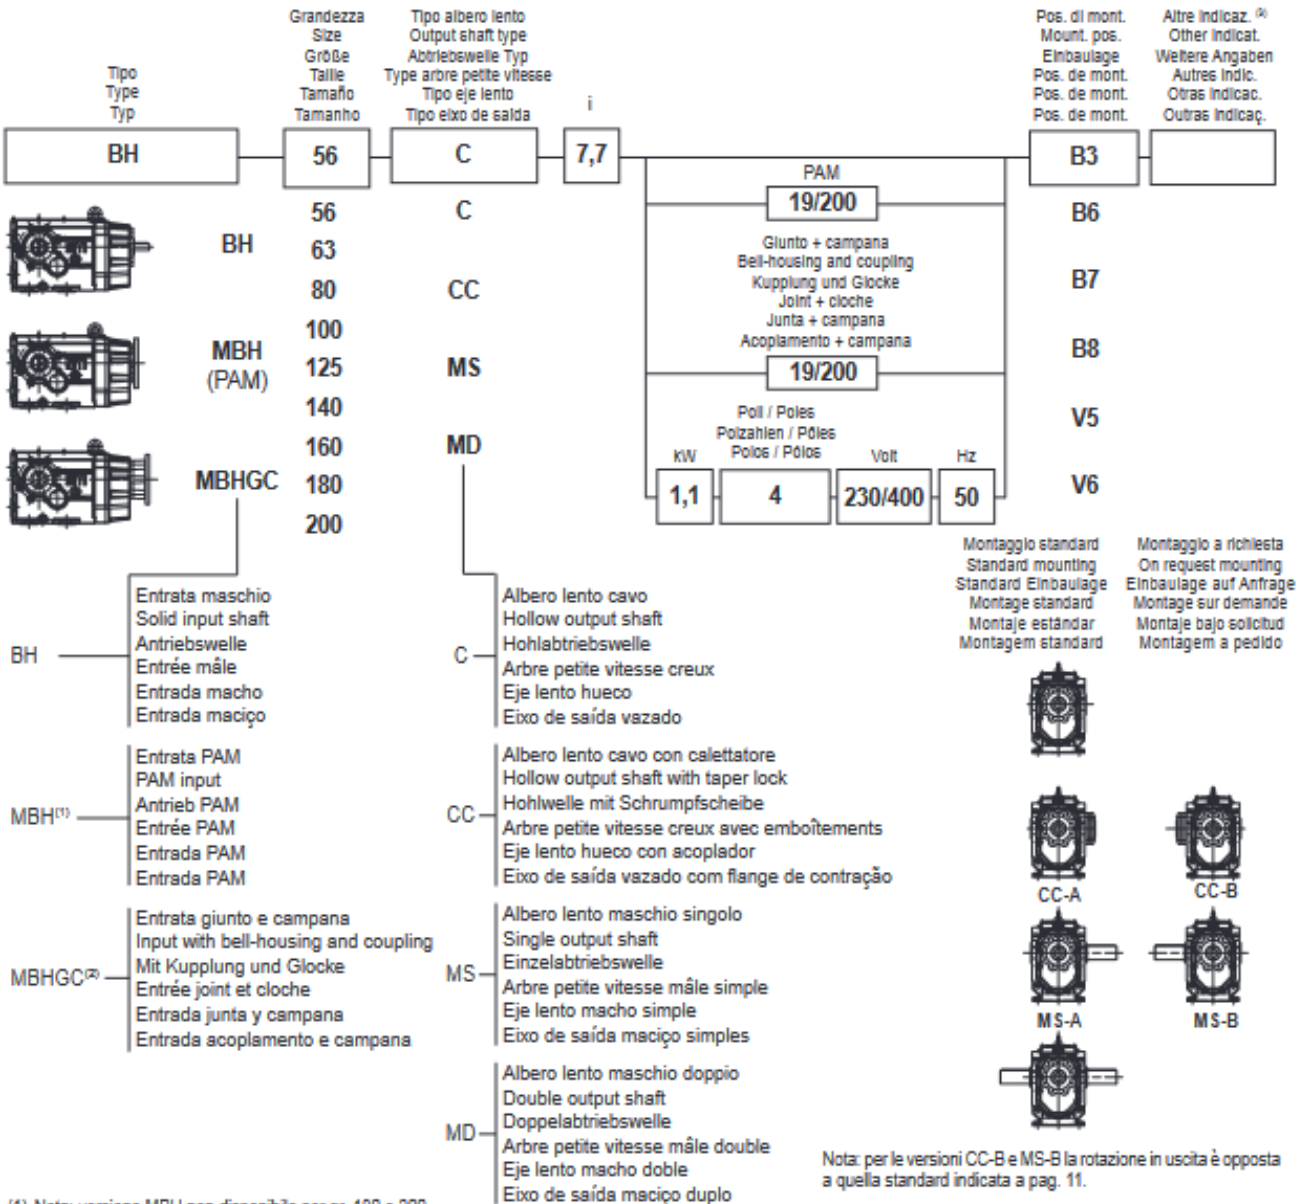 Tipo
Type
Typ
Grandezza
Size
Größe
Taille
Tamaño
Tamanho
Tipo albero lento
Output shaft type
Abtriebswelle Typ
Type arbre petite vitesse
Tipo eje lento
Tipo eixo de saida
i
Pos. di mont.
Mount. pos.
Einbaulage
Pos. de mont.
Pos. de mont.
Pos. de mont.
Altre indicaz. (3)
Other indicat.
Weitere Angaben
Autres indic.
Otras indicac.
Outras indicaç.
BH 56 C 7,7 B3
PAM
19/200
Giunto + campana
Bell-housing and coupling
Kupplung und Glocke
Joint + cloche
Junta + campana
Acoplamento + campana
19/200
Poli / Poles
Polzahlen / Pôles
Polos / Pólos
kW Volt Hz
1,1 4 230/400 50
BH
MBH
(PAM)
MBHGC
56
63
80
100
125
140
160
180
200
C
CC
MS
MD
B6
B7
B8
V5
V6
Montaggio standard
Standard mounting
Standard Einbaulage
Montage standard
Montaje estándar
Montagem standard
Montaggio a richiesta
On request mounting
Einbaulage auf Anfrage
Montage sur demande
Montaje bajo solicitud
Montagem a pedido
BH
Entrata maschio
Solid input shaft
Antriebswelle
Entrée mâle
Entrada macho
Entrada maciço
MBH(1)
Entrata PAM
PAM input
Antrieb PAM
Entrée PAM
Entrada PAM
Entrada PAM
MBHGC(2)
Entrata giunto e campana
Input with bell-housing and coupling
Mit Kupplung und Glocke
Entrée joint et cloche
Entrada junta y campana
Entrada acoplamento e campana
C
Albero lento cavo
Hollow output shaft
Hohlabtriebswelle
Arbre petite vitesse creux
Eje lento hueco
Eixo de saída vazado
CC
Albero lento cavo con calettatore
Hollow output shaft with taper lock
Hohlwelle mit Schrumpfscheibe
Arbre petite vitesse creux avec emboîtements
Eje lento hueco con acoplador
Eixo de saída vazado com flange de contração
MS
Albero lento maschio singolo
Single output shaft
Einzelabtriebswelle
Arbre petite vitesse mâle simple
Eje lento macho simple
Eixo de saída maciço simples
MD
Albero lento maschio doppio
Double output shaft
Doppelabtriebswelle
Arbre petite vitesse mâle double
Eje lento macho doble
Eixo de saída maciço duplo
CC-A
CC-B
MS-A
MS-B
Nota: per le versioni CC-B e MS-B la rotazione in uscita è opposta
a quella standard indicata a pag. 11.